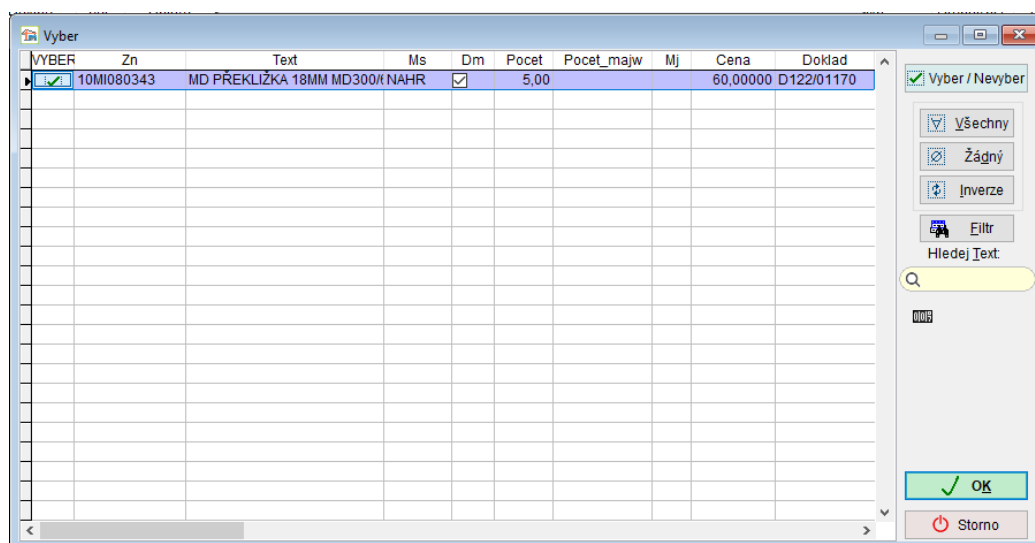 Vyber
VYBER Zn Text Ms Dm Pocet Pocet_majw Mj Cena Doklad
10MI080343 MD PŘEKLIŽKA 18MM MD300/ NAHR 5,00 60,00000 D122/01170
Vyber / Nevyber
Všechny
Žádný
Inverze
Filtr
Hledej Text:
OK
Storno